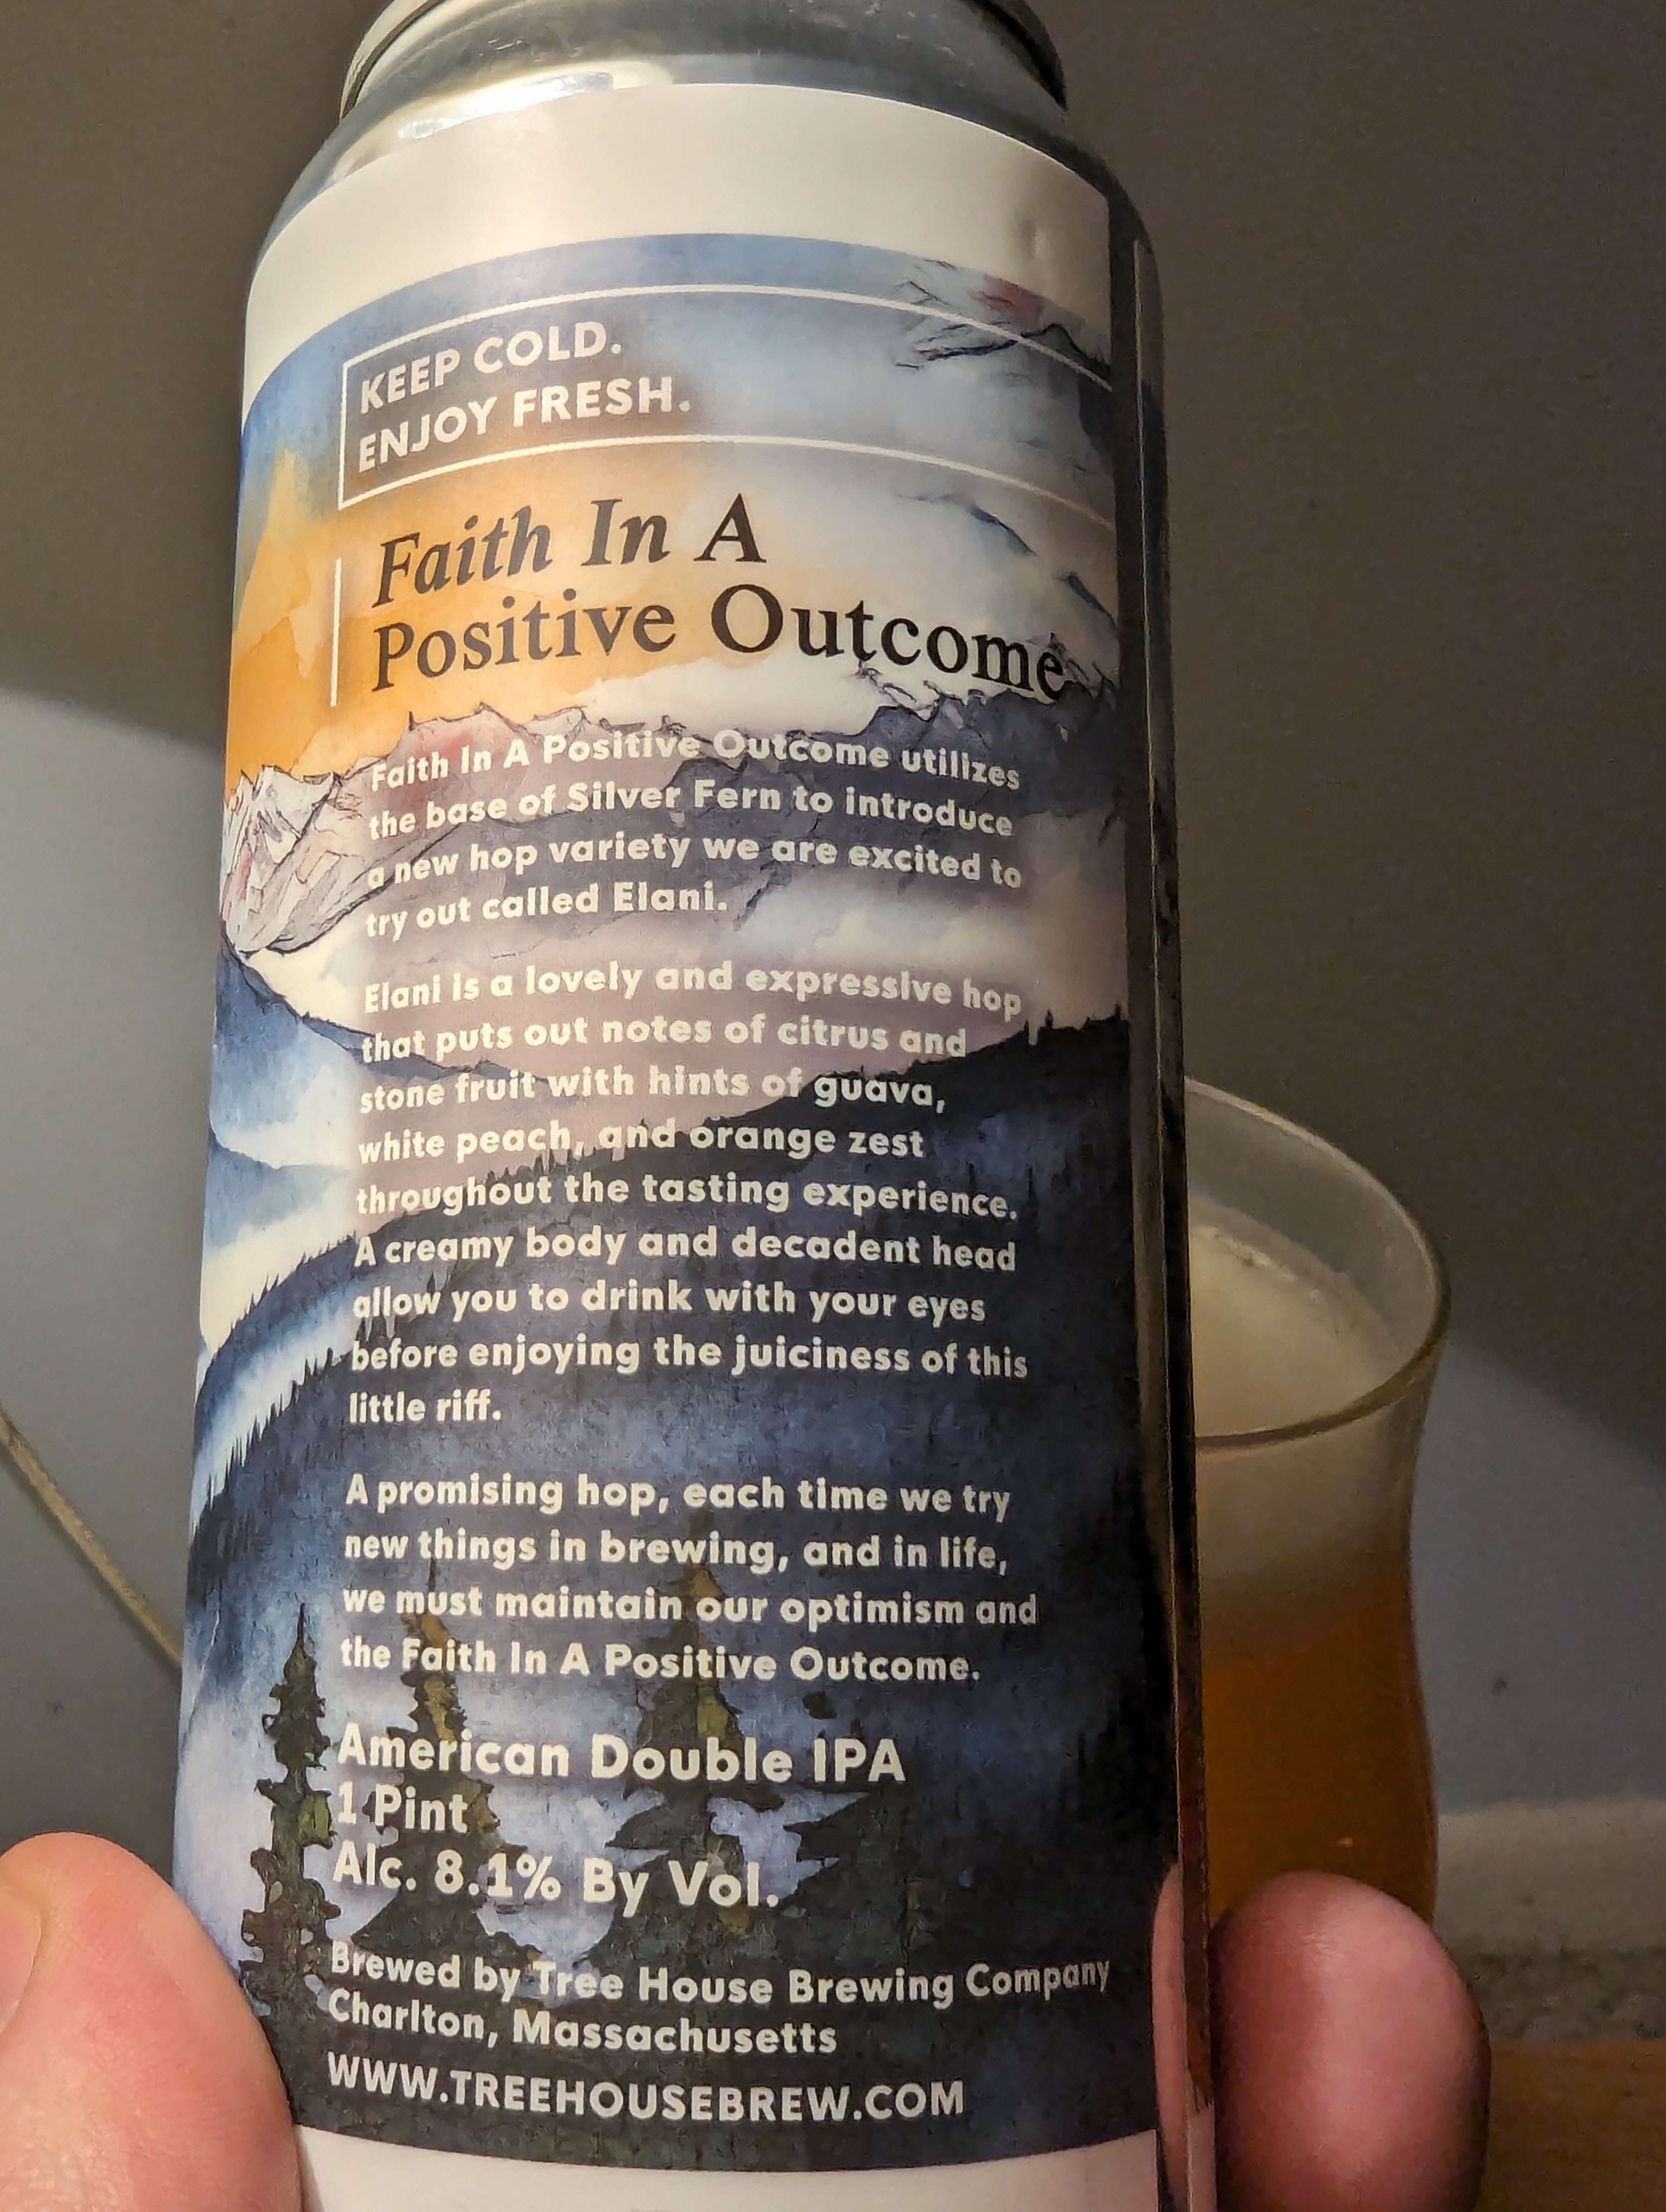 KEEP COLD.
ENJOY FRESH.
Faith In A
Positive Outcome
Faith In A Positive Outcome utilizes
the base of Silver Fern to introduce
a new hop variety we are excited to
try out called Elani.
Elani is a lovely and expressive hop
that puts out notes of citrus and
stone fruit with hints of guava,
white peach, and orange zest
throughout the tasting experience.
A creamy body and decadent head
allow you to drink with your eyes
before enjoying the juiciness of this
little riff.
A promising hop, each time we try
new things in brewing, and in life,
we must maintain our optimism and
the Faith In A Positive Outcome.
American Double IPA
1 Pint
Alc. 8.1% By Vol.
Brewed by Tree House Brewing Company
Charlton, Massachusetts
WWW.TREEHOUSEBREW.COM